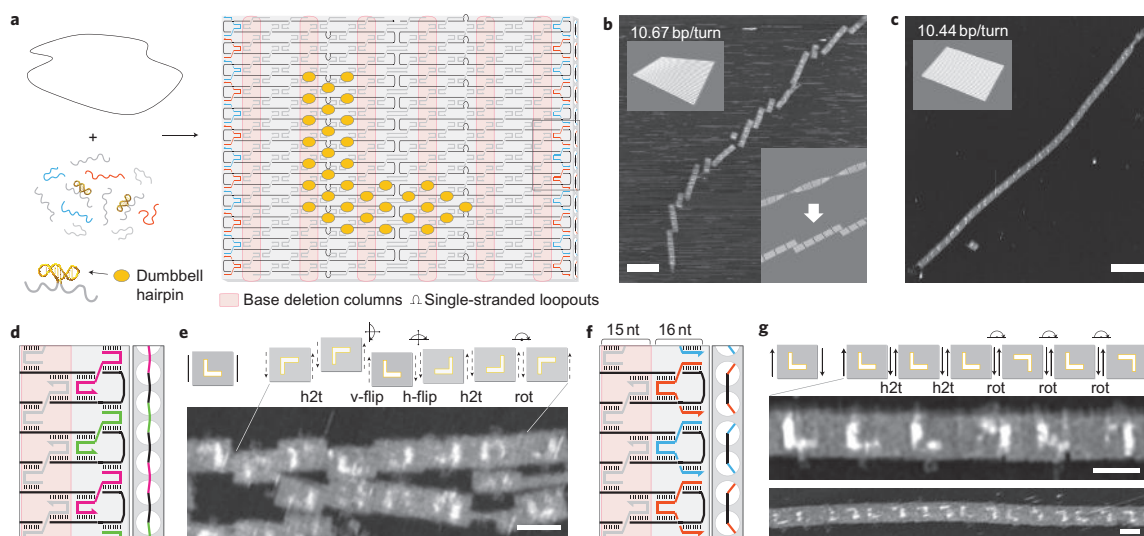 a
+
Dumbbell
hairpin
Base deletion columns
Single-stranded loopouts
b
10.67 bp/turn
c
10.44 bp/turn
d
e
h2t v-flip h-flip h2t rot
f
15 nt 16 nt
g
h2t h2t rot rot rot